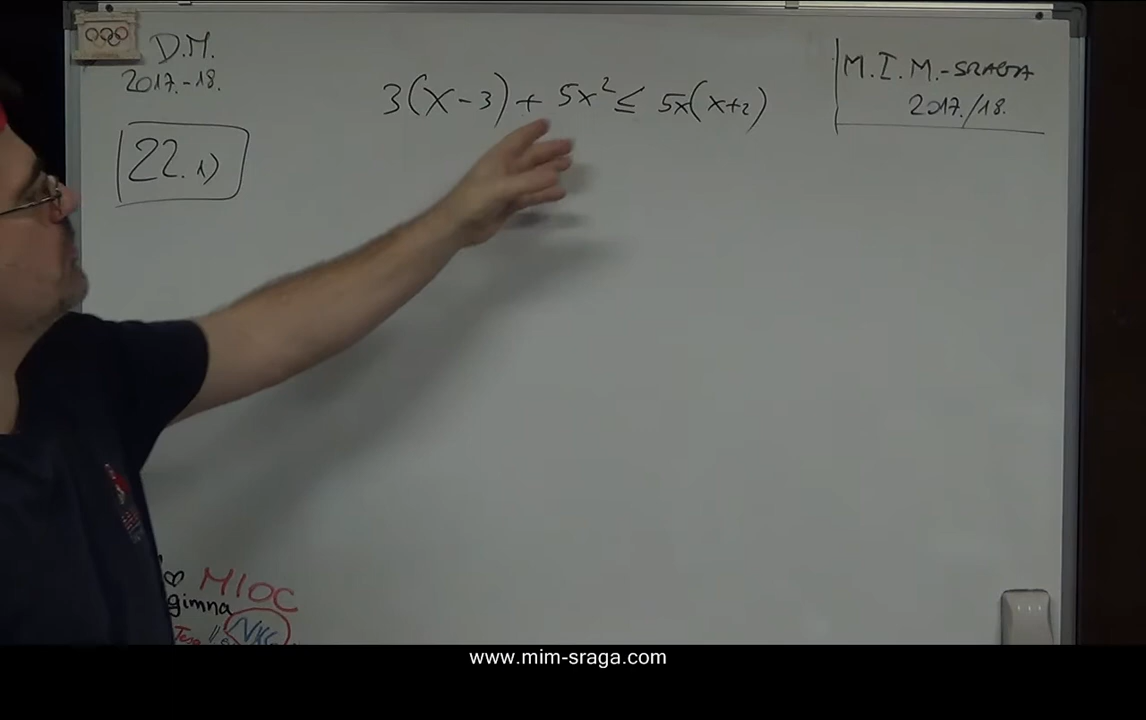 D.M.
2017.-18.
22. 1)
3(x-3) + 5x² ≤ 5x(x+2)
M.I.M.-SRAGA
2017./18.
MIOC
gimna
www.mim-sraga.com